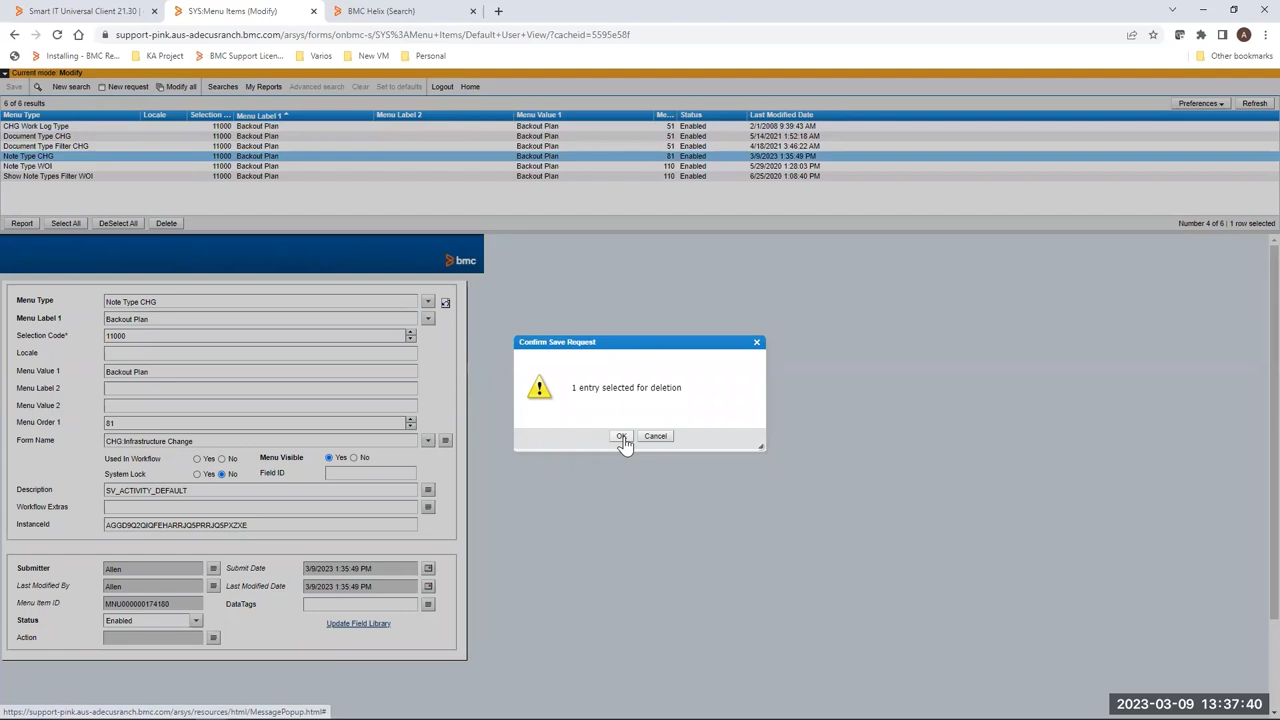 Smart IT Universal Client 21.30
SYS:Menu Items (Modify)
BMC Helix (Search)
support-pink.aus-adecusranch.bmc.com/arsys/forms/onbmc-s/SYS%3AMenu+Items/Default+User+View/?cacheid=5595e58f
A
Installing - BMC Re...
KA Project
BMC Support Licen...
Varios
New VM
Personal
Other bookmarks
Current mode: Modify
Save New search New request Modify all Searches My Reports Advanced search Clear Set to defaults Logout Home
6 of 6 results Preferences Refresh
Menu Type Locale Selection ... Menu Label 1 Menu Label 2 Menu Value 1 Me... Status Last Modified Date
CHG Work Log Type 11000 Backout Plan Backout Plan 51 Enabled 2/1/2008 9:39:43 AM
Document Type CHG 11000 Backout Plan Backout Plan 51 Enabled 5/14/2021 1:52:18 AM
Document Type Filter CHG 11000 Backout Plan Backout Plan 51 Enabled 4/18/2021 3:46:22 AM
Note Type CHG 11000 Backout Plan Backout Plan 81 Enabled 3/9/2023 1:35:49 PM
Note Type WOI 11000 Backout Plan Backout Plan 110 Enabled 5/29/2020 1:28:03 PM
Show Note Types Filter WOI 11000 Backout Plan Backout Plan 110 Enabled 6/25/2020 1:08:40 PM
Report Select All DeSelect All Delete Number 4 of 6 | 1 row selected
bmc
Menu Type Note Type CHG
Menu Label 1 Backout Plan
Selection Code* 11000
Locale
Menu Value 1 Backout Plan
Menu Label 2
Menu Value 2
Menu Order 1 81
Form Name CHG:Infrastructure Change
Used In Workflow Yes No Menu Visible Yes No
System Lock Yes No Field ID
Description SV_ACTIVITY_DEFAULT
Workflow Extras
InstanceId AGGD9Q2QIQFEHARRJQ5PRRJQ5PXZXE
Submitter Allen Submit Date 3/9/2023 1:35:49 PM
Last Modified By Allen Last Modified Date 3/9/2023 1:35:49 PM
Menu Item ID MNU000000174180 DataTags
Status Enabled Update Field Library
Action
Confirm Save Request
1 entry selected for deletion
OK Cancel
https://support-pink.aus-adecusranch.bmc.com/arsys/resources/html/MessagePopup.html#
2023-03-09 13:37:40